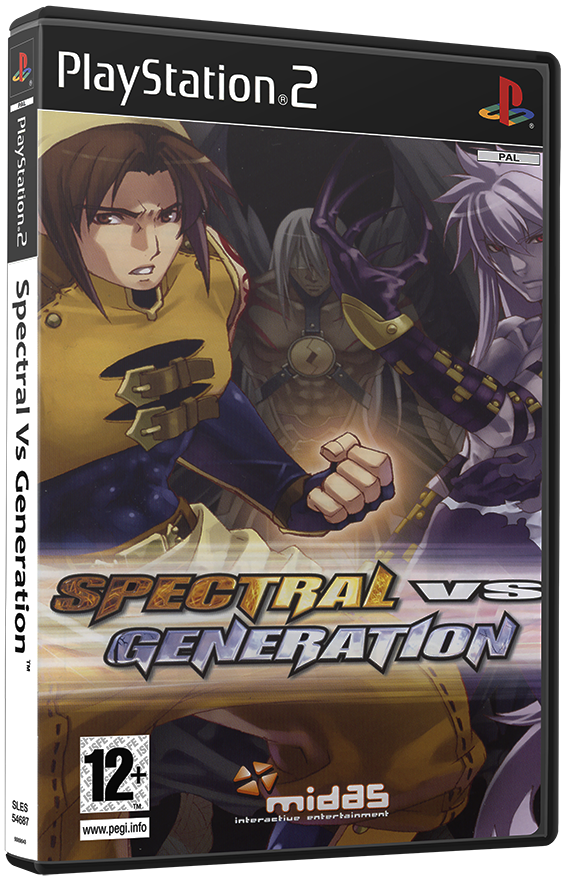 PlayStation®2
PAL
SPECTRAL VS
GENERATION
12+
TM
www.pegi.info
midas
interactive entertainment
PAL
PlayStation®2
Spectral Vs Generation™
SLES
54687